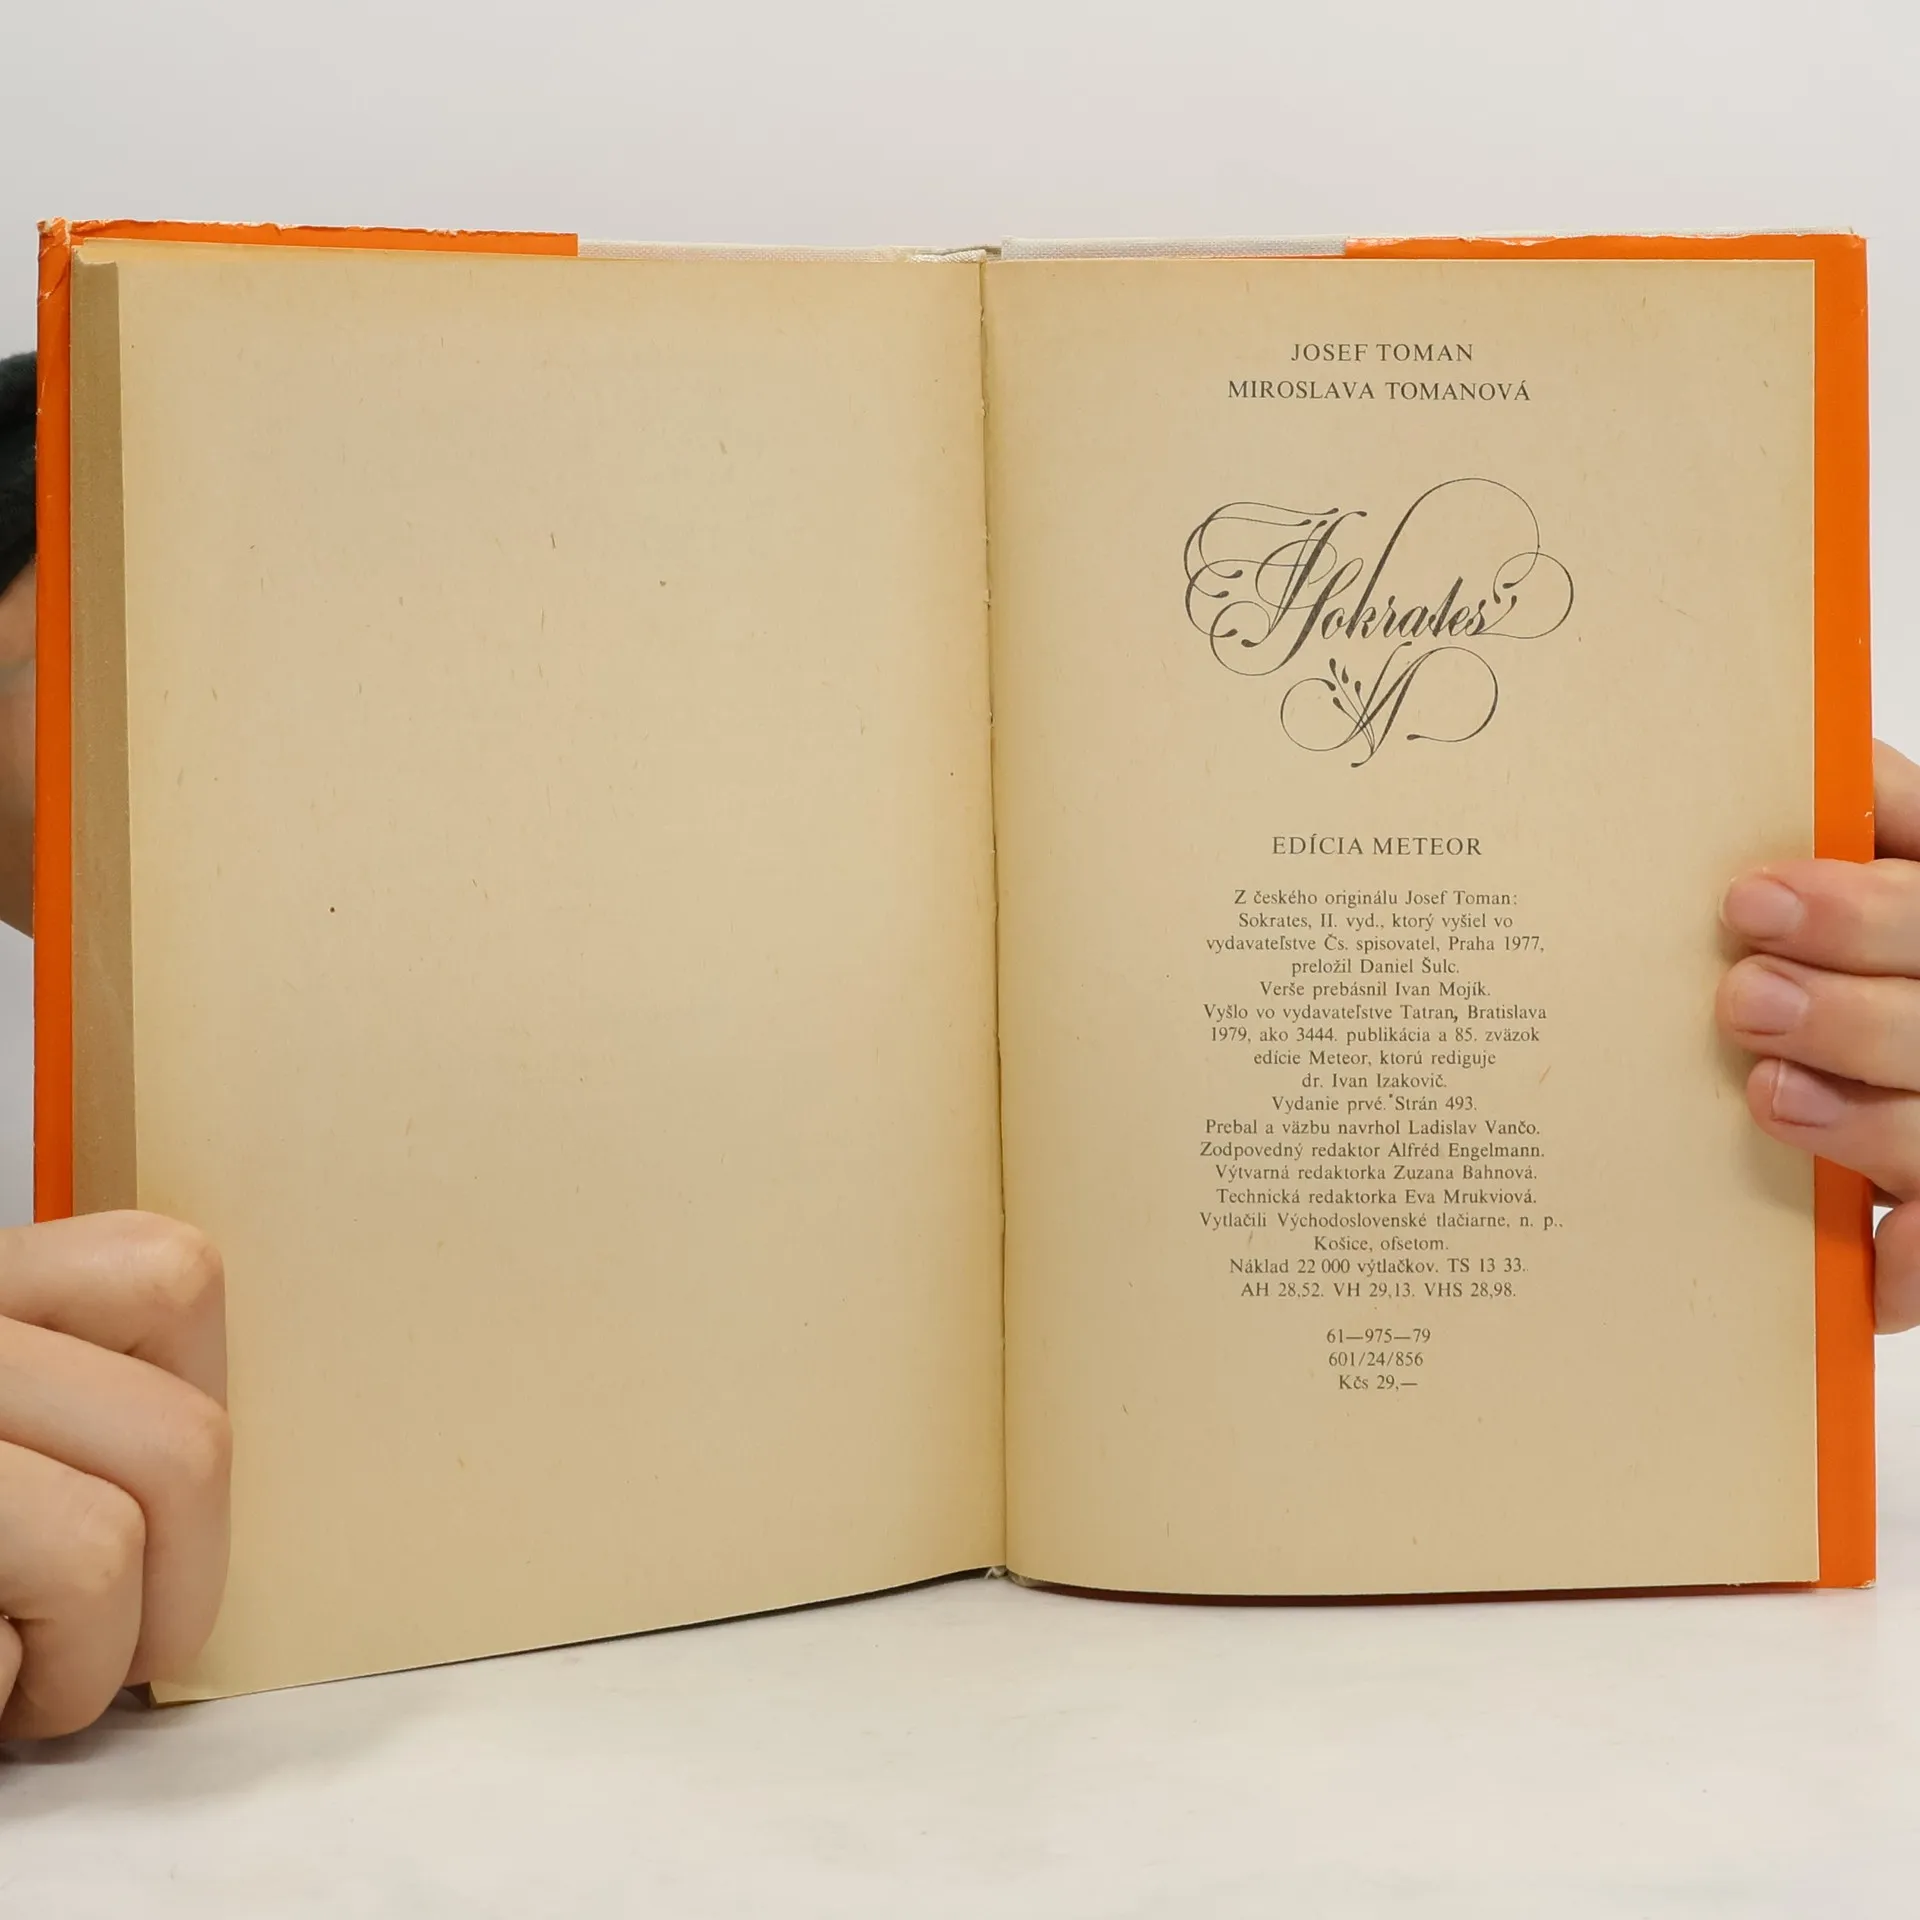 JOSEF TOMAN
MIROSLAVA TOMANOVÁ
Sokrates
EDÍCIA METEOR
Z českého originálu Josef Toman:
Sokrates, II. vyd., ktorý vyšiel vo
vydavateľstve Čs. spisovatel, Praha 1977,
preložil Daniel Šulc.
Verše prebásnil Ivan Mojík.
Vyšlo vo vydavateľstve Tatran, Bratislava
1979, ako 3444. publikácia a 85. zväzok
edície Meteor, ktorú rediguje
dr. Ivan Izakovič.
Vydanie prvé. Strán 493.
Prebal a väzbu navrhol Ladislav Vančo.
Zodpovedný redaktor Alfréd Engelmann.
Výtvarná redaktorka Zuzana Bahnová.
Technická redaktorka Eva Mrukviová.
Vytlačili Východoslovenské tlačiarne, n. p.,
Košice, ofsetom.
Náklad 22 000 výtlačkov. TS 13 33.
AH 28,52. VH 29,13. VHS 28,98.
61—975—79
601/24/856
Kčs 29,—